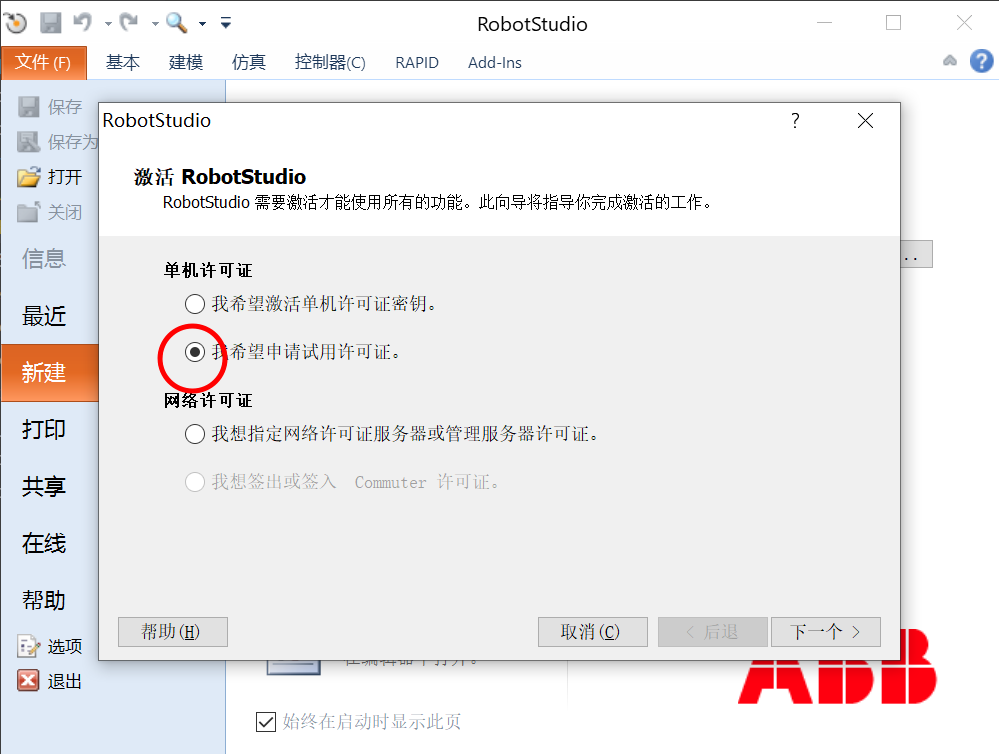 RobotStudio
文件 (F) 基本 建模 仿真 控制器(C) RAPID Add-Ins
保存
保存为
打开
关闭
信息
最近
新建
打印
共享
在线
帮助
选项
退出
RobotStudio ?
激活 RobotStudio
RobotStudio 需要激活才能使用所有的功能。此向导将指导你完成激活的工作。
单机许可证
我希望激活单机许可证密钥。
我希望申请试用许可证。
网络许可证
我想指定网络许可证服务器或管理服务器许可证。
我想签出或签入 Commuter 许可证。
帮助(H) 取消(C) < 后退 下一个 >
..
ABB
始终在启动时显示此页